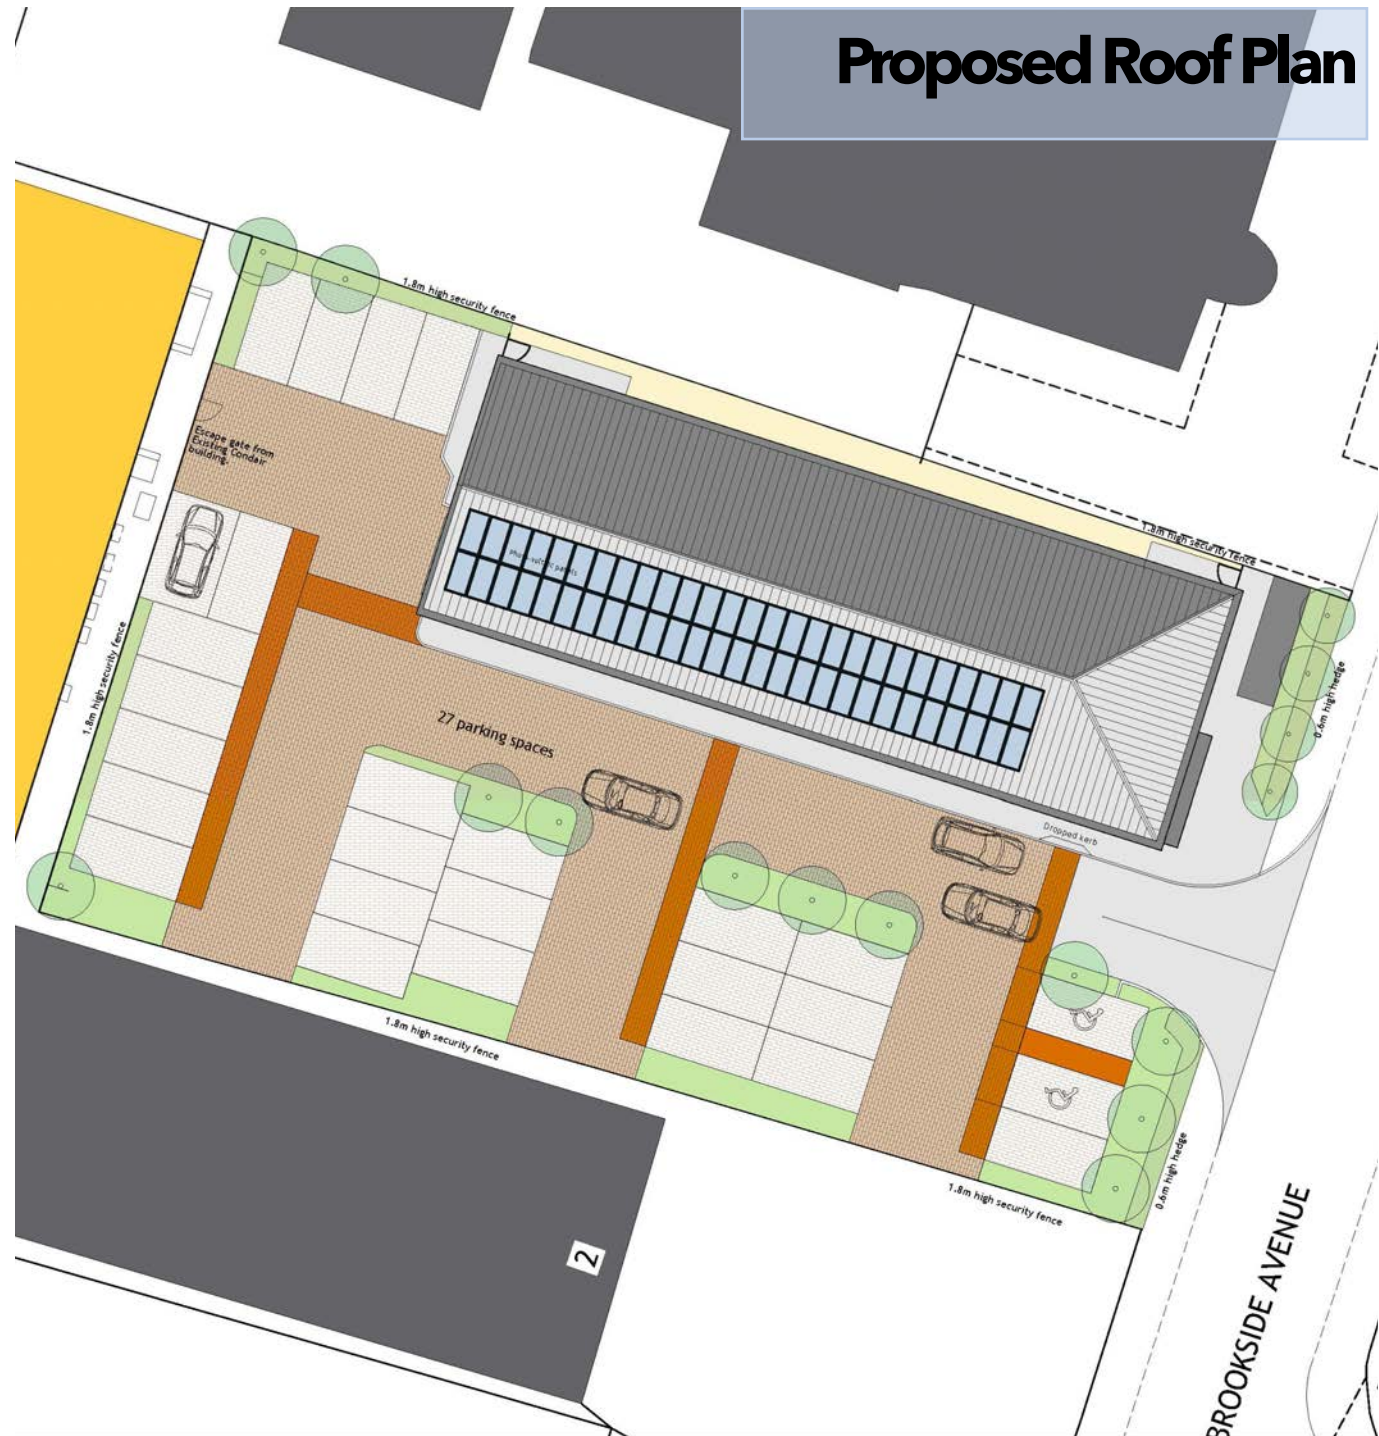 Proposed Roof Plan
1.8m high security fence
Escape gate from
Existing Condair
building.
photovoltaic panels
1.8m high security fence
0.6m high hedge
1.8m high security fence
27 parking spaces
Dropped kerb
1.8m high security fence
1.8m high security fence
0.6m high hedge
2
BROOKSIDE AVENUE